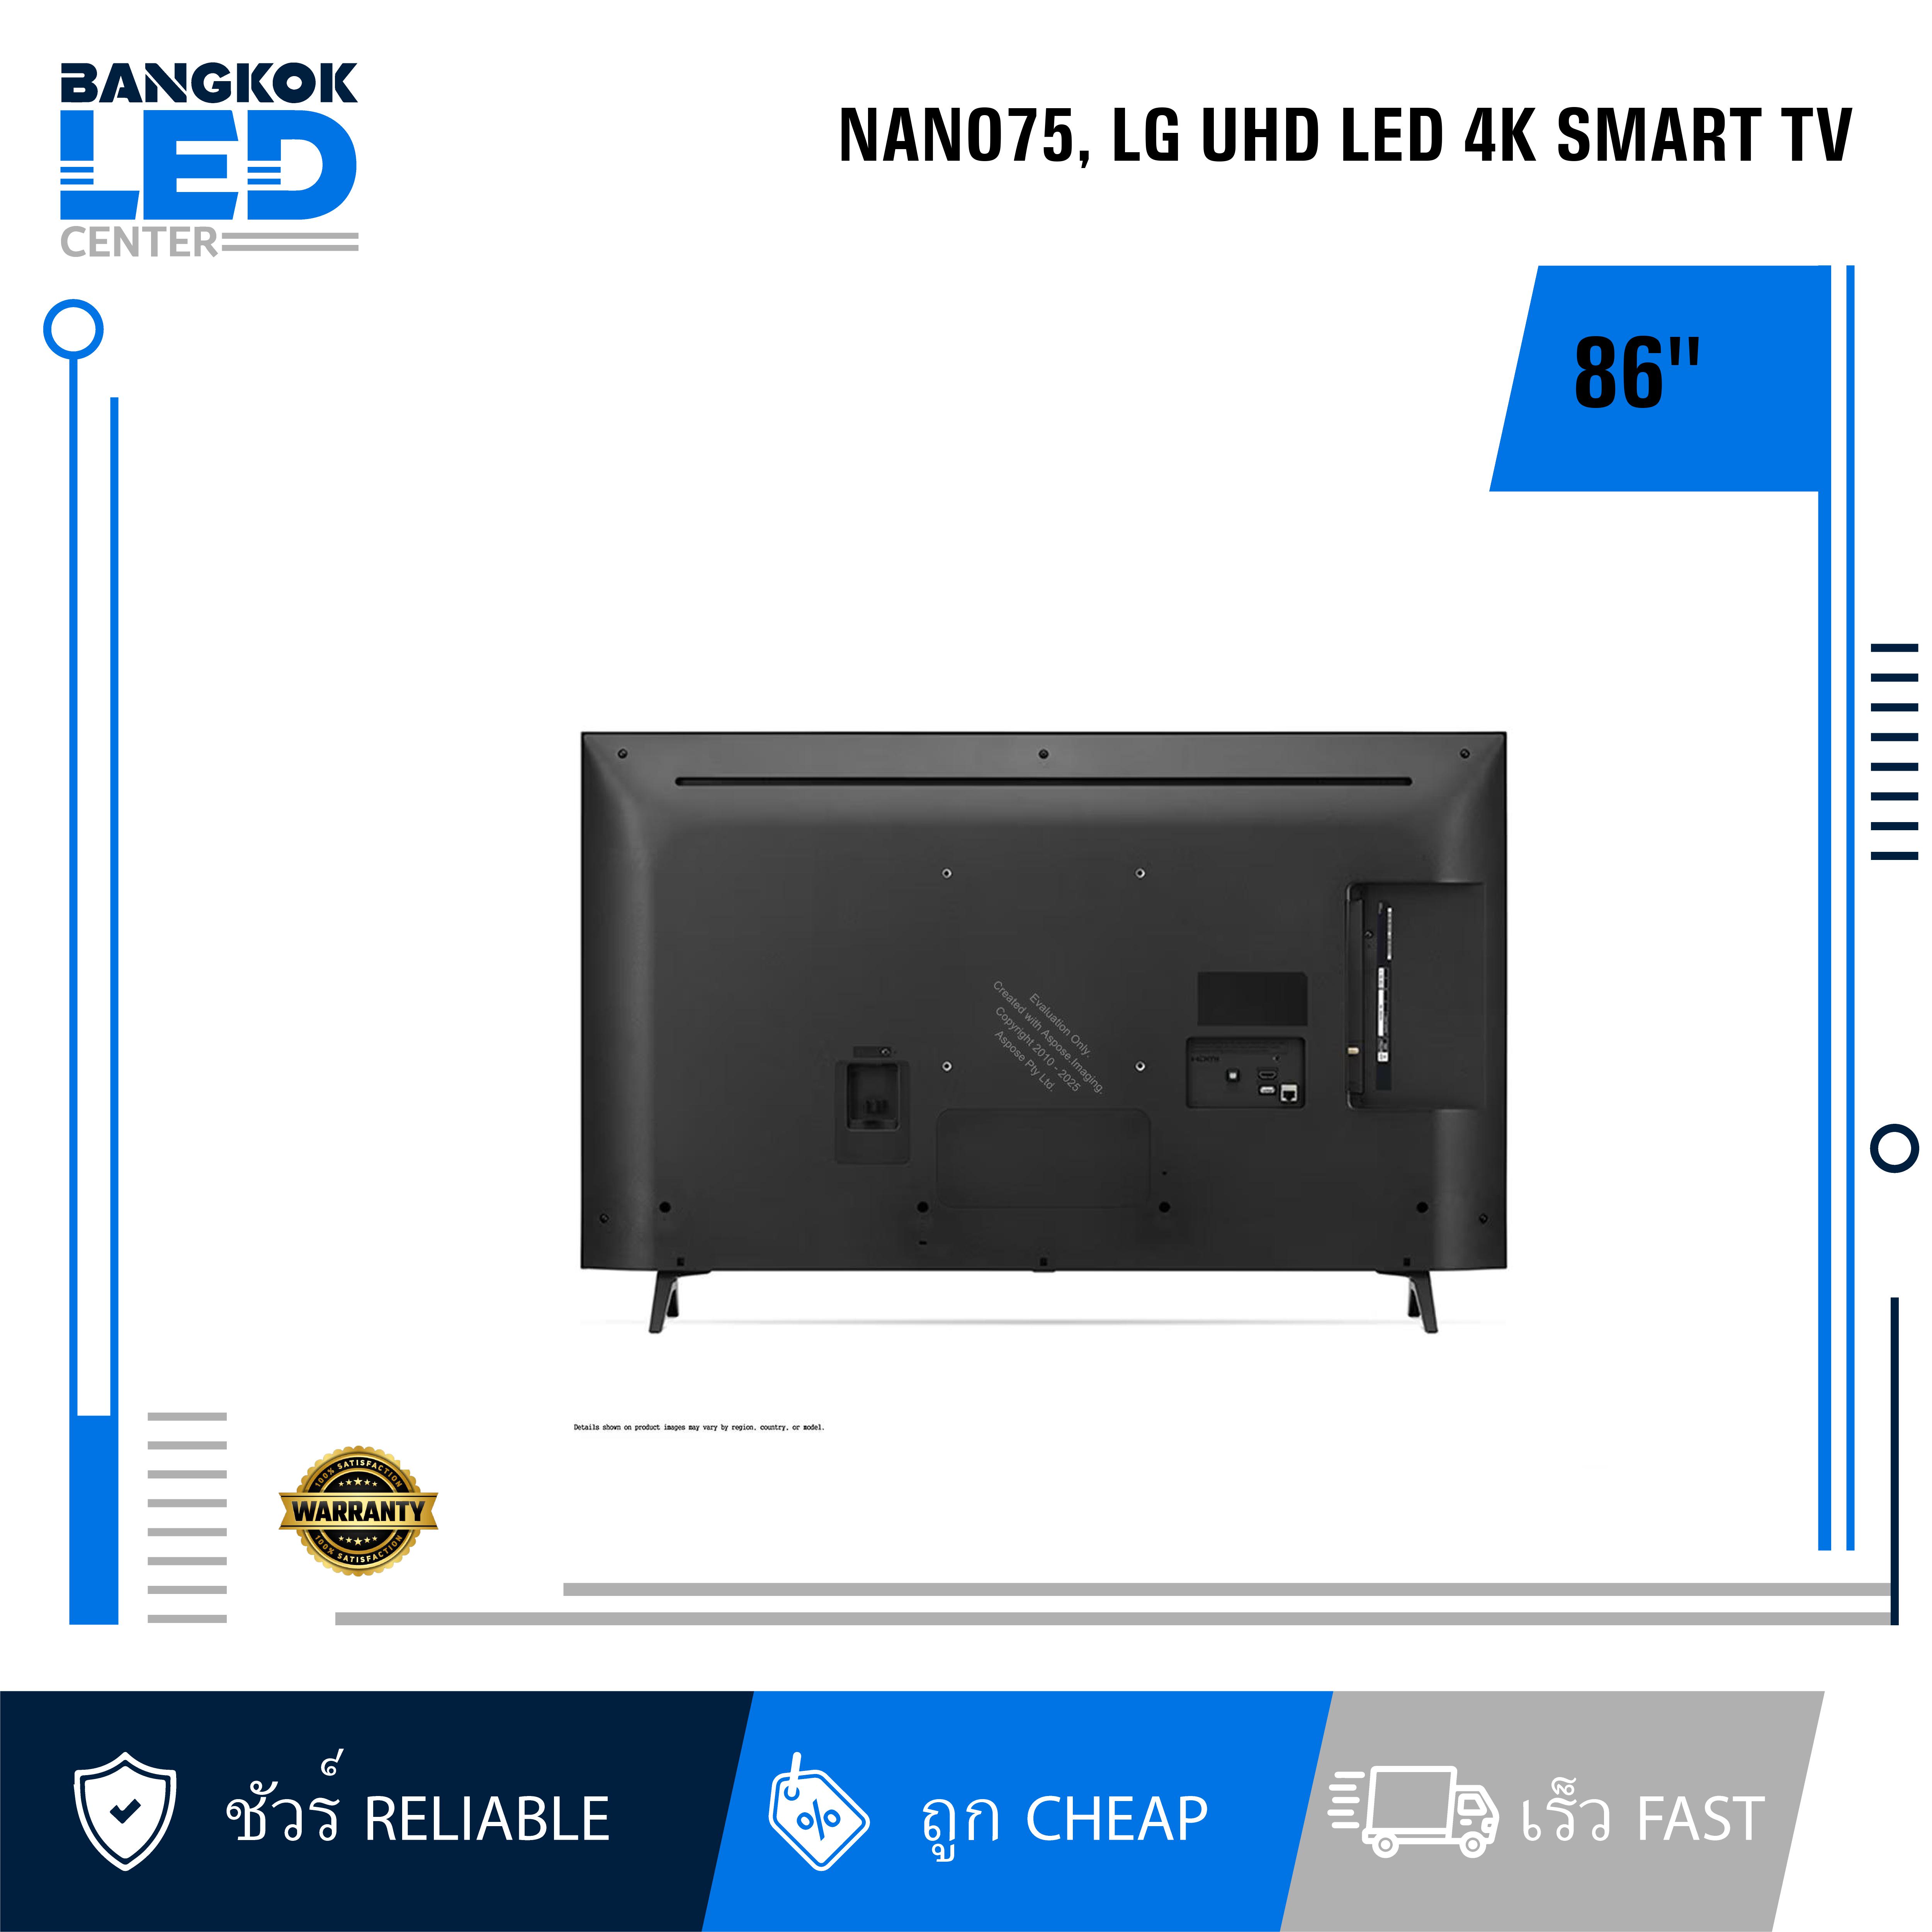 BANGKOK
LED
CENTER
NANO75, LG UHD LED 4K SMART TV
86"
Evaluation Only.
Created with Aspose.Imaging.
Copyright 2010 - 2025
Aspose Pty Ltd.
HDMI
Details shown on product images may vary by region, country, or model.
100% SATISFACTION
WARRANTY
100% SATISFACTION
ชัวร์ RELIABLE
%
ถูก CHEAP
เร็ว FAST